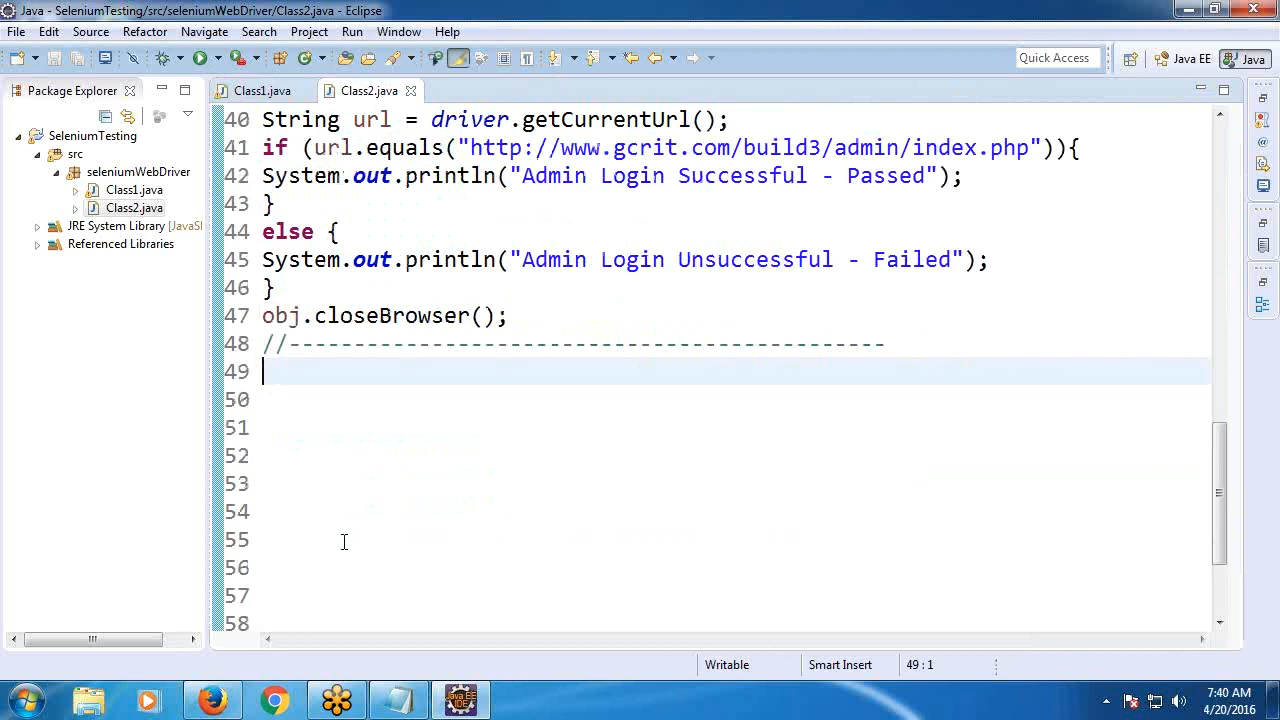 Java - SeleniumTesting/src/seleniumWebDriver/Class2.java - Eclipse
File Edit Source Refactor Navigate Search Project Run Window Help
Quick Access
Java EE
Java
Package Explorer
Class1.java
Class2.java
SeleniumTesting
src
seleniumWebDriver
Class1.java
Class2.java
JRE System Library [JavaSE
Referenced Libraries
40 String url = driver.getCurrentUrl();
41 if (url.equals("http://www.gcrit.com/build3/admin/index.php")){
42 System.out.println("Admin Login Successful - Passed");
43 }
44 else {
45 System.out.println("Admin Login Unsuccessful - Failed");
46 }
47 obj.closeBrowser();
48 //----------------------------------------------
49
50
51
52
53
54
55
56
57
58
Writable
Smart Insert
49 : 1
Java EE IDE
7:40 AM
4/20/2016